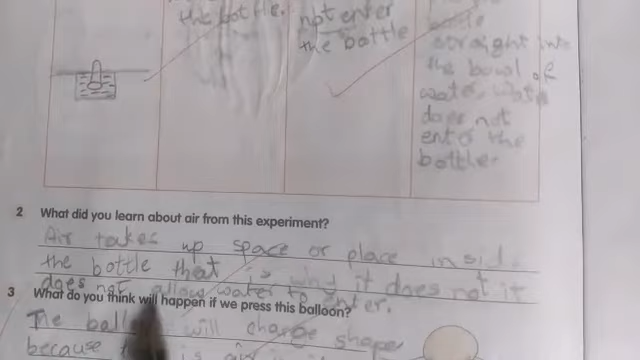 the bottle.
not enter
the bottle
straight into
the bowl of
water
does not
enter the
bottle.
2 What did you learn about air from this experiment?
Air takes up space or place inside
the bottle that is why it does not it
does not allow water to enter.
3 What do you think will happen if we press this balloon?
The will change shape
because is air